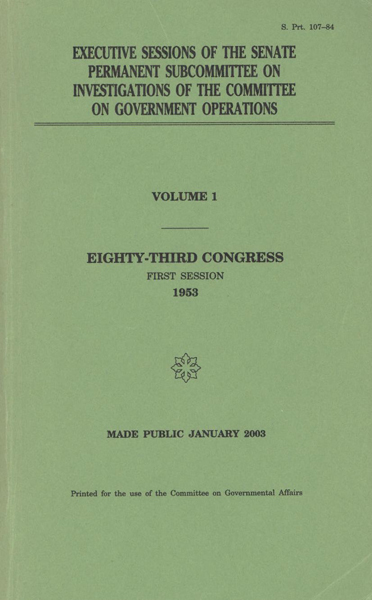 S. Prt. 107–84
EXECUTIVE SESSIONS OF THE SENATE
PERMANENT SUBCOMMITTEE ON
INVESTIGATIONS OF THE COMMITTEE
ON GOVERNMENT OPERATIONS
VOLUME 1
EIGHTY-THIRD CONGRESS
FIRST SESSION
1953
MADE PUBLIC JANUARY 2003
Printed for the use of the Committee on Governmental Affairs